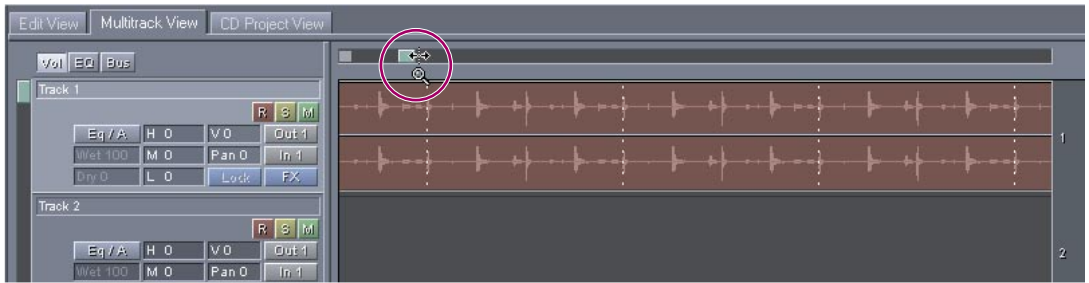 Edit View Multitrack View CD Project View
Vol EQ Bus
Track 1
R S M
Eq / A H 0 V 0 Out 1
Wet 100 M 0 Pan 0 In 1
Dry 0 L 0 Lock FX
1
Track 2
R S M
Eq / A H 0 V 0 Out 1
2
Wet 100 M 0 Pan 0 In 1